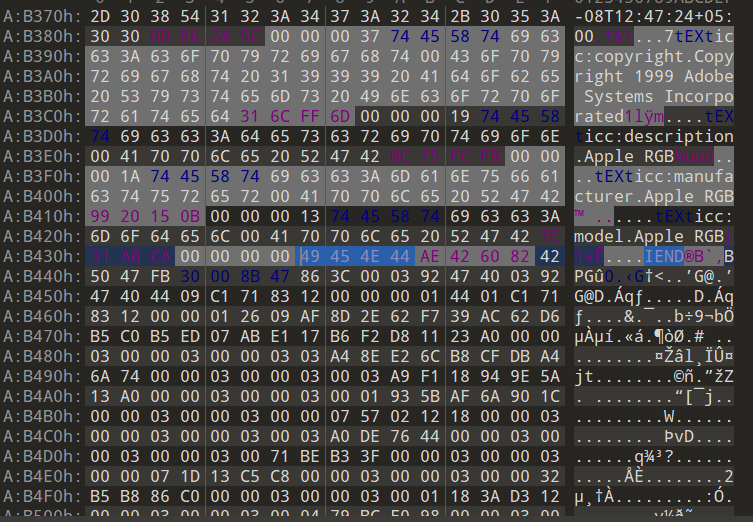 A:B370h: 2D 30 38 54 31 32 3A 34 37 3A 32 34 2B 30 35 3A -08T12:47:24+05:
A:B380h: 30 30 00 00 00 37 74 45 58 74 69 63 00 ...7tEXtic
A:B390h: 63 3A 63 6F 70 79 72 69 67 68 74 00 43 6F 70 79 c:copyright.Copy
A:B3A0h: 72 69 67 68 74 20 31 39 39 39 20 41 64 6F 62 65 right 1999 Adobe
A:B3B0h: 20 53 79 73 74 65 6D 73 20 49 6E 63 6F 72 70 6F Systems Incorpo
A:B3C0h: 72 61 74 65 64 31 6C FF 6D 00 00 00 19 74 45 58 rated1lÿm....tEX
A:B3D0h: 74 69 63 63 3A 64 65 73 63 72 69 70 74 69 6F 6E ticc:description
A:B3E0h: 00 41 70 70 6C 65 20 52 47 42 00 00 .Apple RGB ..
A:B3F0h: 00 1A 74 45 58 74 69 63 63 3A 6D 61 6E 75 66 61 ..tEXticc:manufa
A:B400h: 63 74 75 72 65 72 00 41 70 70 6C 65 20 52 47 42 cturer.Apple RGB
A:B410h: 99 20 15 0B 00 00 00 13 74 45 58 74 69 63 63 3A ™ ......tEXticc:
A:B420h: 6D 6F 64 65 6C 00 41 70 70 6C 65 20 52 47 42 7C model.Apple RGB|
A:B430h: 31 AB CA 00 00 00 00 49 45 4E 44 AE 42 60 82 42 1«Ê....IEND®B`‚B
A:B440h: 50 47 FB 30 00 8B 47 86 3C 00 03 92 47 40 92 PGû0.‹G†<..’G@.’
A:B450h: 47 40 44 09 C1 71 83 12 00 00 00 01 44 01 C1 71 G@D.Áqƒ.....D.Áq
A:B460h: 83 12 00 00 01 26 09 AF 8D 2E 62 F7 39 AC 62 D6 ƒ....&.¯..b÷9¬bÖ
A:B470h: B5 C0 B5 ED 07 AB E1 17 B6 F2 D8 11 23 A0 00 00 µÀµí.«á.¶òØ.# ..
A:B480h: 03 00 00 03 00 00 03 03 A4 8E E2 6C B8 CF DB A4 ........¤Žâl¸ÏÛ¤
A:B490h: 6A 74 00 00 03 00 00 03 00 03 A9 F1 18 94 9E 5A jt........©ñ.”žZ
A:B4A0h: 13 A0 00 00 03 00 00 03 00 01 93 5B AF 6A 90 1C . ........“[¯j..
A:B4B0h: 00 00 03 00 00 03 00 00 07 57 02 12 18 00 00 03 .........W......
A:B4C0h: 00 00 03 00 00 03 00 03 A0 DE 76 44 00 00 03 00 ........ ÞvD....
A:B4D0h: 00 03 00 00 03 00 71 BE B3 3F 00 00 03 00 00 03 ......q¾³?......
A:B4E0h: 00 00 07 1D 13 C5 C8 00 00 03 00 00 03 00 00 32 .....ÅÈ........2
A:B4F0h: B5 B8 86 C0 00 00 03 00 00 03 00 01 18 3A D3 12 µ¸†À.........:Ó.